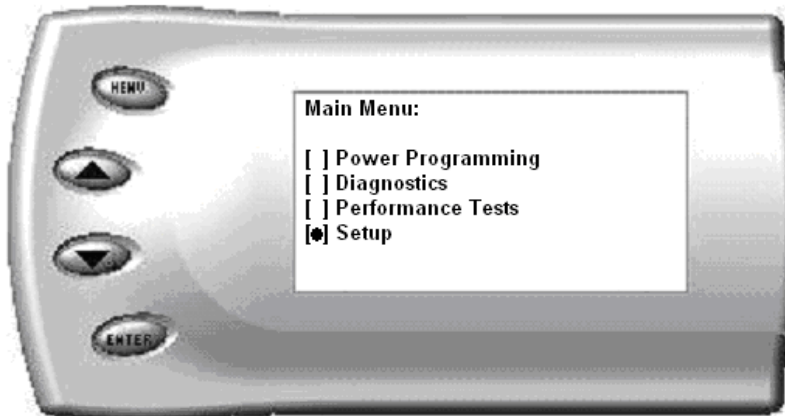 MENU
Main Menu:
[ ] Power Programming
[ ] Diagnostics
[ ] Performance Tests
[●] Setup
ENTER